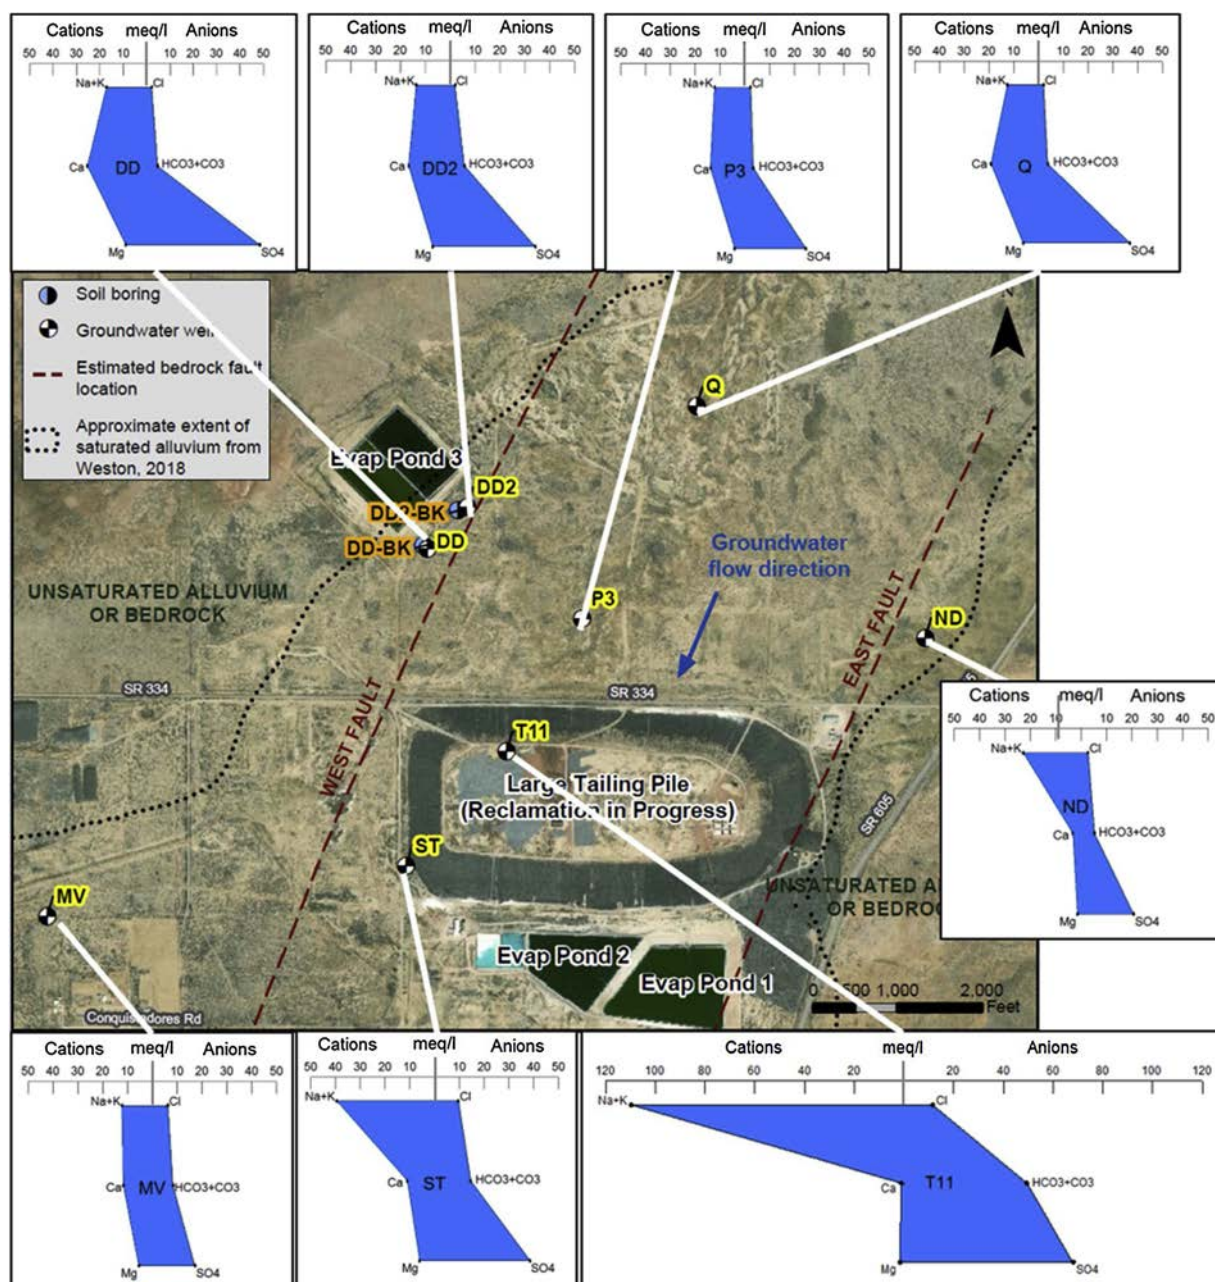 Cations meq/l Anions
50 40 30 20 10 10 20 30 40 50
Na+K Cl
Ca DD HCO3+CO3
Mg SO4
Cations meq/l Anions
50 40 30 20 10 10 20 30 40 50
Na+K Cl
Ca DD2 HCO3+CO3
Mg SO4
Cations meq/l Anions
50 40 30 20 10 10 20 30 40 50
Na+K Cl
Ca P3 HCO3+CO3
Mg SO4
Cations meq/l Anions
50 40 30 20 10 10 20 30 40 50
Na+K Cl
Ca Q HCO3+CO3
Mg SO4
Soil boring
Groundwater well
Estimated bedrock fault
location
Approximate extent of
saturated alluvium from
Weston, 2018
N
Q
Evap Pond 3
DD2
DD2-BK
DD-BK DD
Groundwater
flow direction
UNSATURATED ALLUVIUM
OR BEDROCK
P3
ND
EAST FAULT
WEST FAULT
SR 334
SR 334
T11
Large Tailing Pile
(Reclamation in Progress)
SR 605
ST
MV
UNSATURATED
OR BEDROC
Evap Pond 2
Evap Pond 1
0 500 1,000 2,000
Feet
Conquistadores Rd
Cations meq/l Anions
50 40 30 20 10 10 20 30 40 50
Na+K Cl
ND
Ca HCO3+CO3
Mg SO4
Cations meq/l Anions
50 40 30 20 10 10 20 30 40 50
Na+K Cl
Ca MV HCO3+CO3
Mg SO4
Cations meq/l Anions
50 40 30 20 10 10 20 30 40 50
Na+K Cl
Ca ST HCO3+CO3
Mg SO4
Cations meq/l Anions
120 100 80 60 40 20 20 40 60 80 100 120
Na+K Cl
Ca T11 HCO3+CO3
Mg SO4